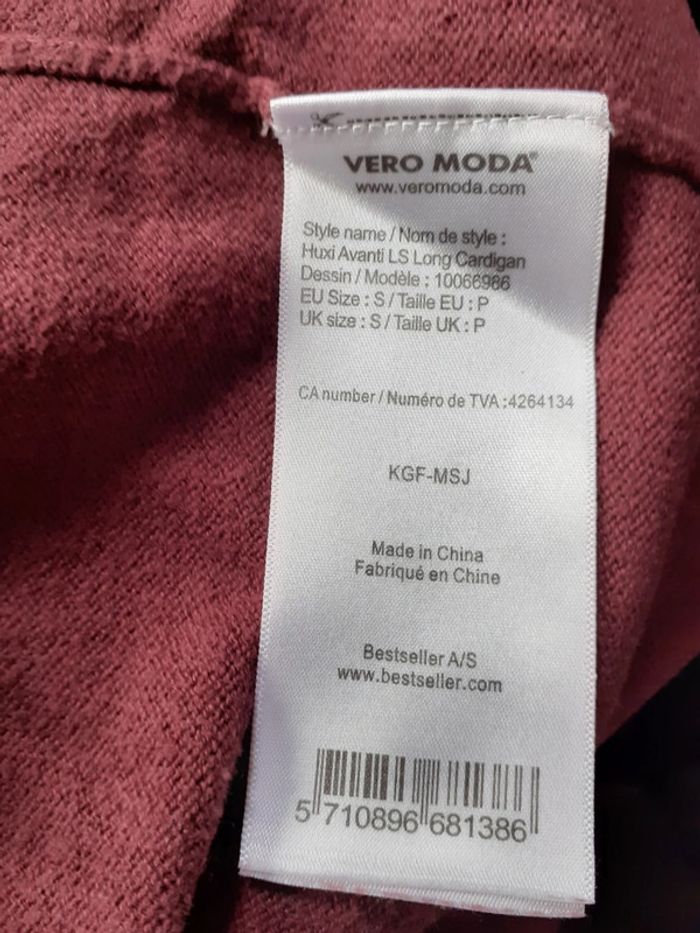 VERO MODA®
www.veromoda.com
Style name / Nom de style :
Huxi Avanti LS Long Cardigan
Dessin / Modèle : 10066986
EU Size : S / Taille EU : P
UK size : S / Taille UK : P
CA number / Numéro de TVA :4264134
KGF-MSJ
Made in China
Fabriqué en Chine
Bestseller A/S
www.bestseller.com
5 710896 681386